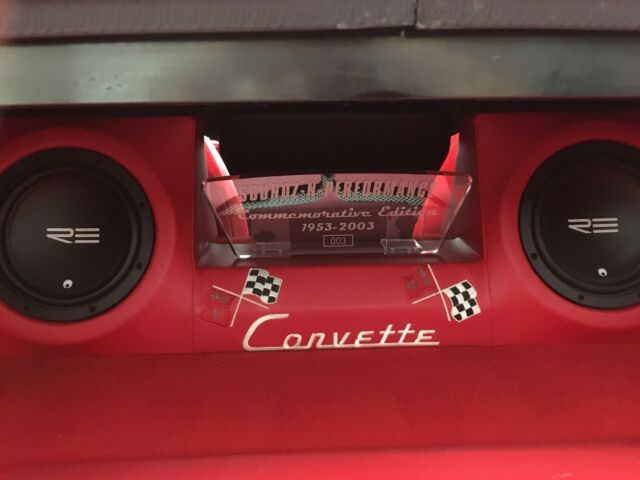 SOUNDZ-N-PERFORMANCE
Commemorative Edition
1953-2003
003
RE RE
Corvette